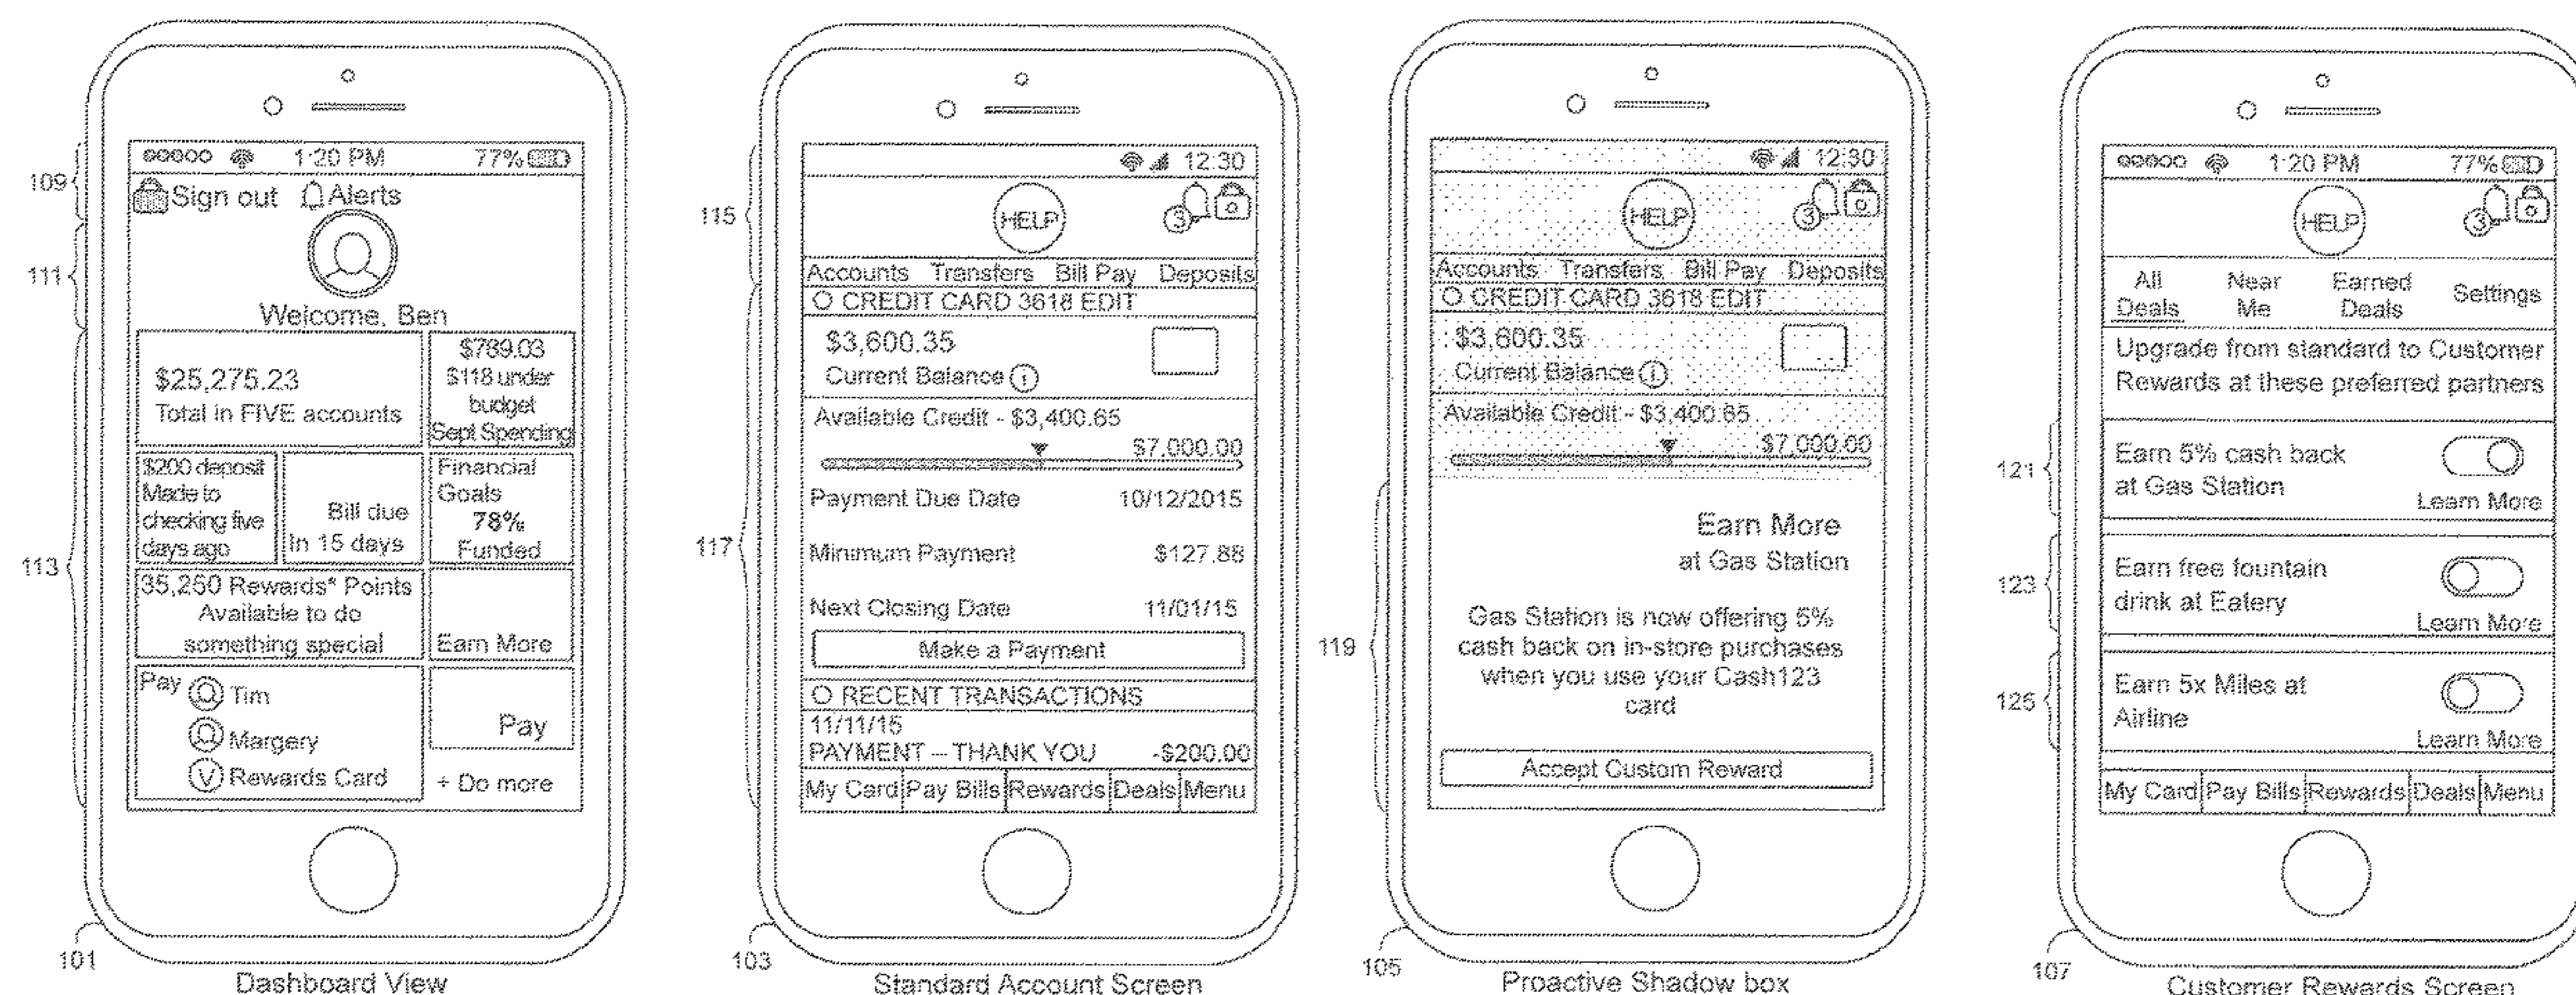 109
111
113
1:20 PM 77%
Sign out Alerts
Welcome, Ben
$25,275.23
Total in FIVE accounts
$789.03
$118 under
budget
Sept Spending
$200 deposit
Made to
checking five
days ago
Bill due
In 15 days
Financial
Goals
78%
Funded
35,250 Rewards* Points
Available to do
something special
Earn More
Pay
Tim
Margery
V Rewards Card
Pay
+ Do more
101
Dashboard View
115
117
12:30
HELP
3
Accounts Transfers Bill Pay Deposits
CREDIT CARD 3618 EDIT
$3,600.35
Current Balance i
Available Credit - $3,400.65
$7,000.00
Payment Due Date 10/12/2015
Minimum Payment $127.88
Next Closing Date 11/01/15
Make a Payment
RECENT TRANSACTIONS
11/11/15
PAYMENT – THANK YOU -$200.00
My Card Pay Bills Rewards Deals Menu
103
Standard Account Screen
119
12:30
HELP
3
Accounts Transfers Bill Pay Deposits
CREDIT CARD 3618 EDIT
$3,600.35
Current Balance i
Available Credit - $3,400.65
$7,000.00
Earn More
at Gas Station
Gas Station is now offering 5%
cash back on in-store purchases
when you use your Cash123
card
Accept Custom Reward
105
Proactive Shadow box
121
123
125
1:20 PM 77%
HELP
3
All
Deals
Near
Me
Earned
Deals
Settings
Upgrade from standard to Customer
Rewards at these preferred partners
Earn 5% cash back
at Gas Station
Learn More
Earn free fountain
drink at Eatery
Learn More
Earn 5x Miles at
Airline
Learn More
My Card Pay Bills Rewards Deals Menu
107
Customer Rewards Screen